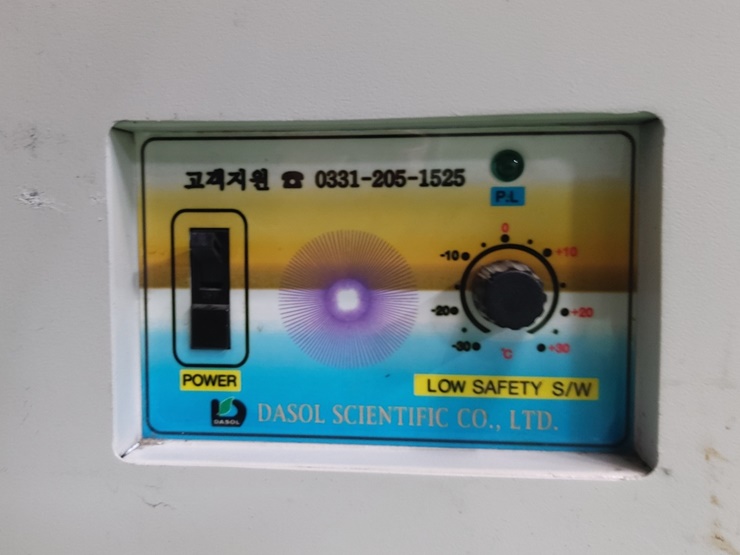 고객지원 ☎ 0331-205-1525
P.L
0
-10
+10
-20
+20
-30
℃
+30
POWER
LOW SAFETY S/W
DASOL
DASOL SCIENTIFIC CO., LTD.